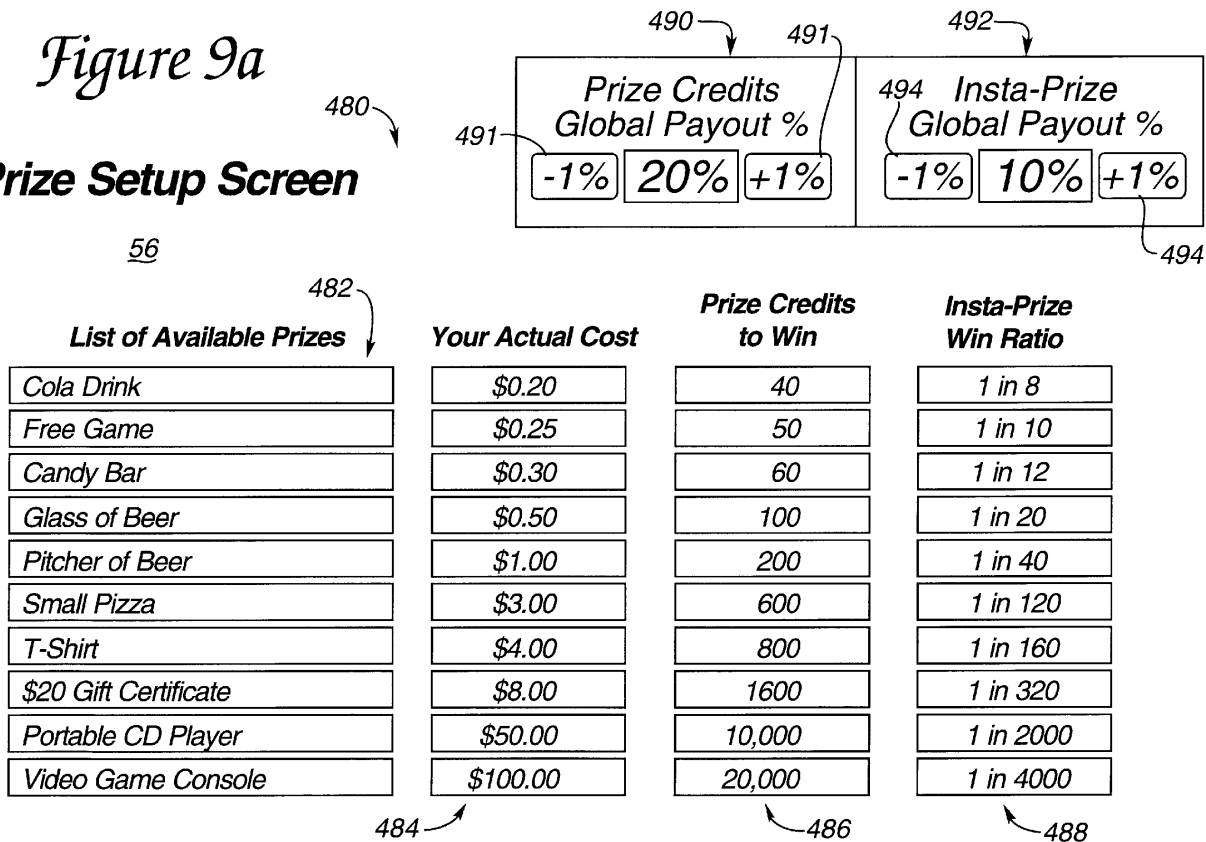 Figure 9a
490
491
492
480
491
Prize Credits
Global Payout %
-1% 20% +1%
494
Insta-Prize
Global Payout %
-1% 10% +1%
494
Prize Setup Screen
56
482
List of Available Prizes Your Actual Cost Prize Credits to Win Insta-Prize Win Ratio
Cola Drink $0.20 40 1 in 8
Free Game $0.25 50 1 in 10
Candy Bar $0.30 60 1 in 12
Glass of Beer $0.50 100 1 in 20
Pitcher of Beer $1.00 200 1 in 40
Small Pizza $3.00 600 1 in 120
T-Shirt $4.00 800 1 in 160
$20 Gift Certificate $8.00 1600 1 in 320
Portable CD Player $50.00 10,000 1 in 2000
Video Game Console $100.00 20,000 1 in 4000
484 486 488